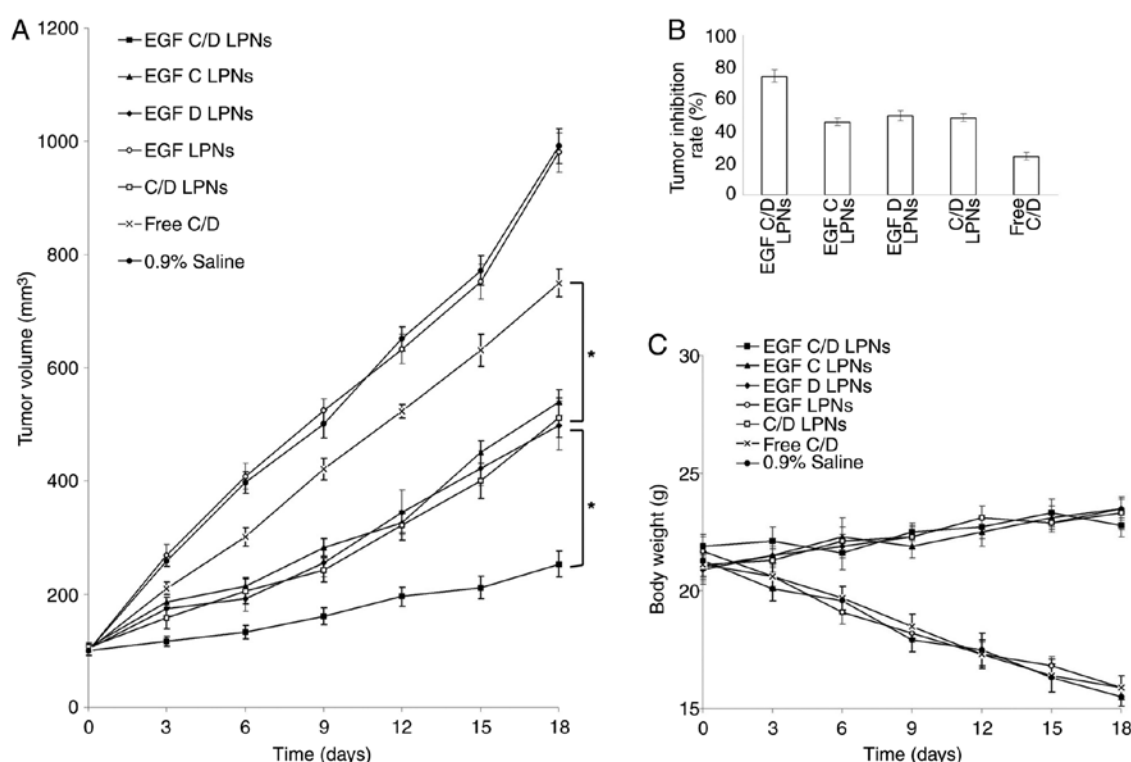 A
EGF C/D LPNs
EGF C LPNs
EGF D LPNs
EGF LPNs
C/D LPNs
Free C/D
0.9% Saline
1200
1000
800
600
400
200
0
Tumor volume (mm³)
*
*
0 3 6 9 12 15 18
Time (days)
B
100
80
60
40
20
0
Tumor inhibition
rate (%)
EGF C/D
LPNs
EGF C
LPNs
EGF D
LPNs
C/D
LPNs
Free
C/D
C
EGF C/D LPNs
EGF C LPNs
EGF D LPNs
EGF LPNs
C/D LPNs
Free C/D
0.9% Saline
30
25
20
15
Body weight (g)
0 3 6 9 12 15 18
Time (days)